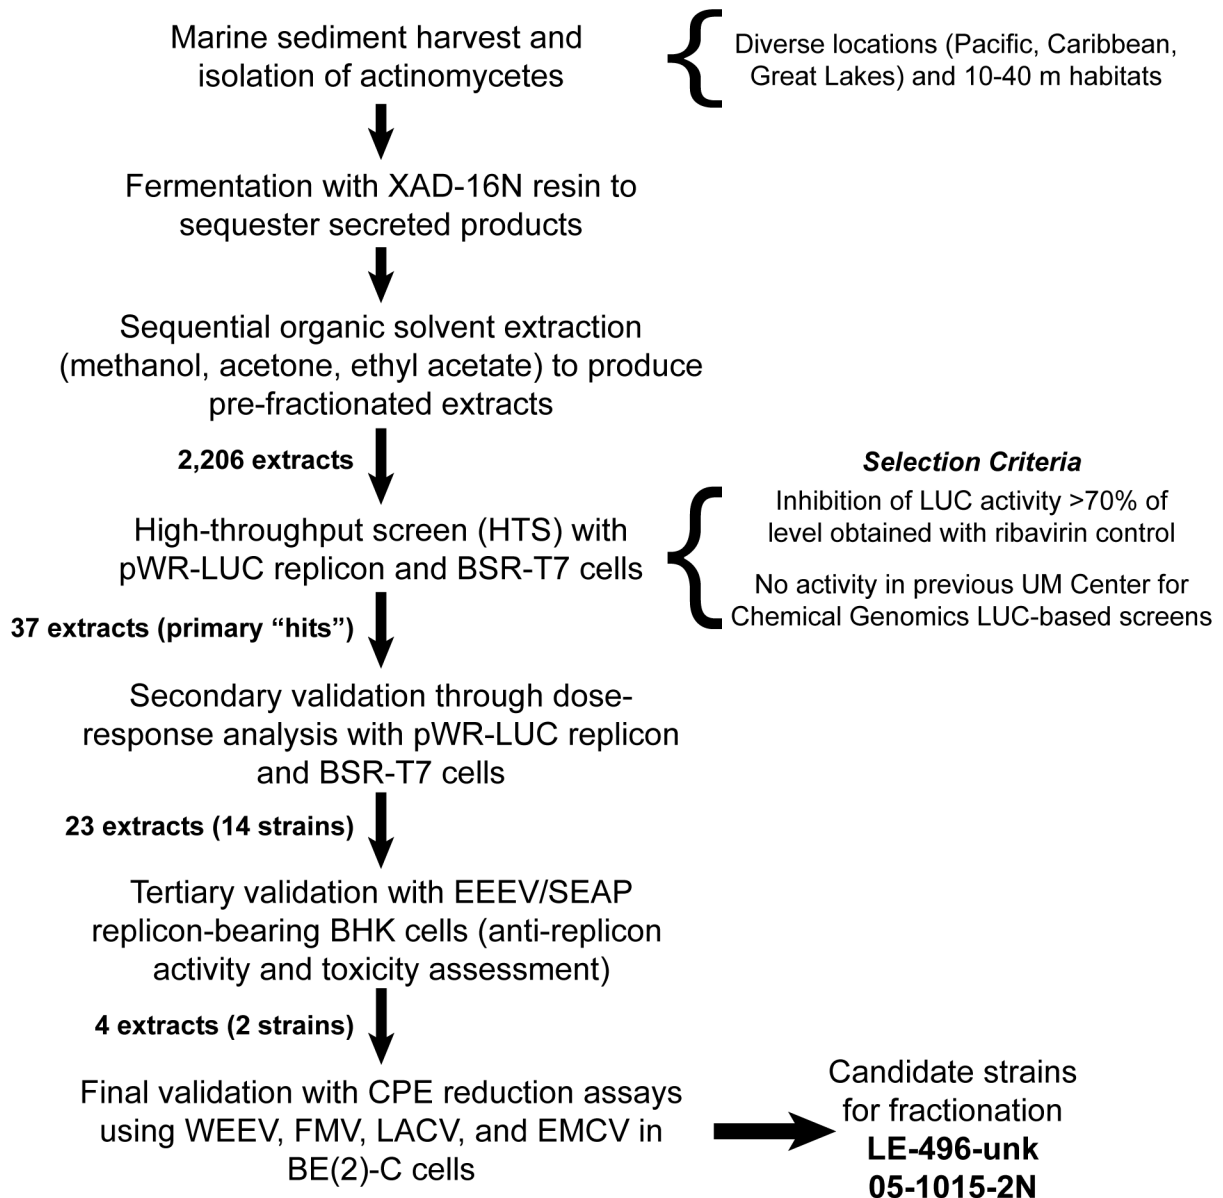 Marine sediment harvest and
isolation of actinomycetes
Diverse locations (Pacific, Caribbean,
Great Lakes) and 10-40 m habitats
Fermentation with XAD-16N resin to
sequester secreted products
Sequential organic solvent extraction
(methanol, acetone, ethyl acetate) to produce
pre-fractionated extracts
2,206 extracts
High-throughput screen (HTS) with
pWR-LUC replicon and BSR-T7 cells
Selection Criteria
Inhibition of LUC activity >70% of
level obtained with ribavirin control
No activity in previous UM Center for
Chemical Genomics LUC-based screens
37 extracts (primary “hits”)
Secondary validation through dose-
response analysis with pWR-LUC replicon
and BSR-T7 cells
23 extracts (14 strains)
Tertiary validation with EEEV/SEAP
replicon-bearing BHK cells (anti-replicon
activity and toxicity assessment)
4 extracts (2 strains)
Final validation with CPE reduction assays
using WEEV, FMV, LACV, and EMCV in
BE(2)-C cells
Candidate strains
for fractionation
LE-496-unk
05-1015-2N